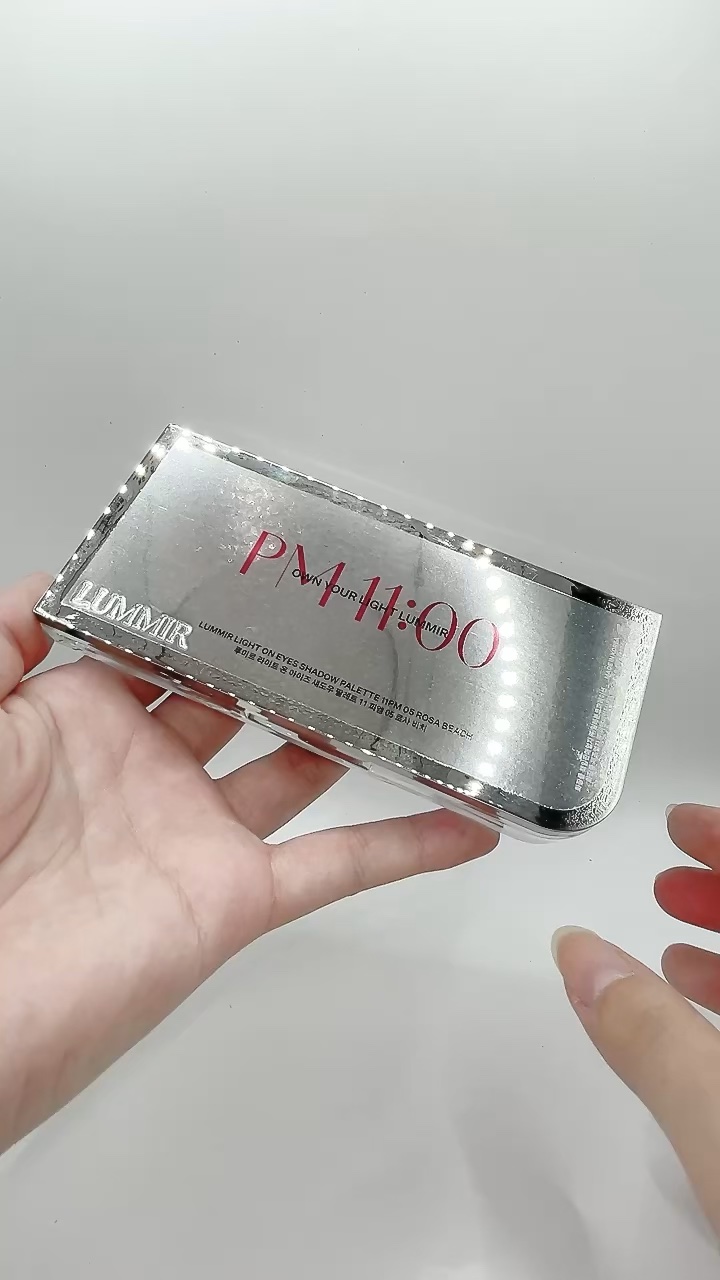 PM 11:00
OWN YOUR LIGHT LUMMIR
LUMMIR
LUMMIR LIGHT ON EYES SHADOW PALETTE 11PM 05 ROSA BEACH
루미르 라이트 온 아이즈 섀도우 팔레트 11 피엠 05 로사 비치